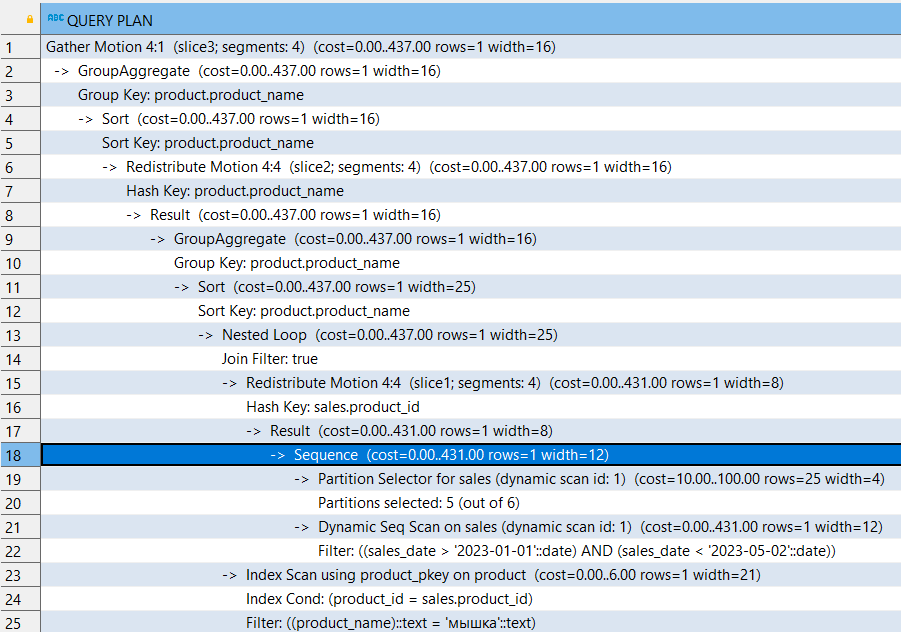 ABC QUERY PLAN
1 Gather Motion 4:1 (slice3; segments: 4) (cost=0.00..437.00 rows=1 width=16)
2 -> GroupAggregate (cost=0.00..437.00 rows=1 width=16)
3 Group Key: product.product_name
4 -> Sort (cost=0.00..437.00 rows=1 width=16)
5 Sort Key: product.product_name
6 -> Redistribute Motion 4:4 (slice2; segments: 4) (cost=0.00..437.00 rows=1 width=16)
7 Hash Key: product.product_name
8 -> Result (cost=0.00..437.00 rows=1 width=16)
9 -> GroupAggregate (cost=0.00..437.00 rows=1 width=16)
10 Group Key: product.product_name
11 -> Sort (cost=0.00..437.00 rows=1 width=25)
12 Sort Key: product.product_name
13 -> Nested Loop (cost=0.00..437.00 rows=1 width=25)
14 Join Filter: true
15 -> Redistribute Motion 4:4 (slice1; segments: 4) (cost=0.00..431.00 rows=1 width=8)
16 Hash Key: sales.product_id
17 -> Result (cost=0.00..431.00 rows=1 width=8)
18 -> Sequence (cost=0.00..431.00 rows=1 width=12)
19 -> Partition Selector for sales (dynamic scan id: 1) (cost=10.00..100.00 rows=25 width=4)
20 Partitions selected: 5 (out of 6)
21 -> Dynamic Seq Scan on sales (dynamic scan id: 1) (cost=0.00..431.00 rows=1 width=12)
22 Filter: ((sales_date > '2023-01-01'::date) AND (sales_date < '2023-05-02'::date))
23 -> Index Scan using product_pkey on product (cost=0.00..6.00 rows=1 width=21)
24 Index Cond: (product_id = sales.product_id)
25 Filter: ((product_name)::text = 'мышка'::text)